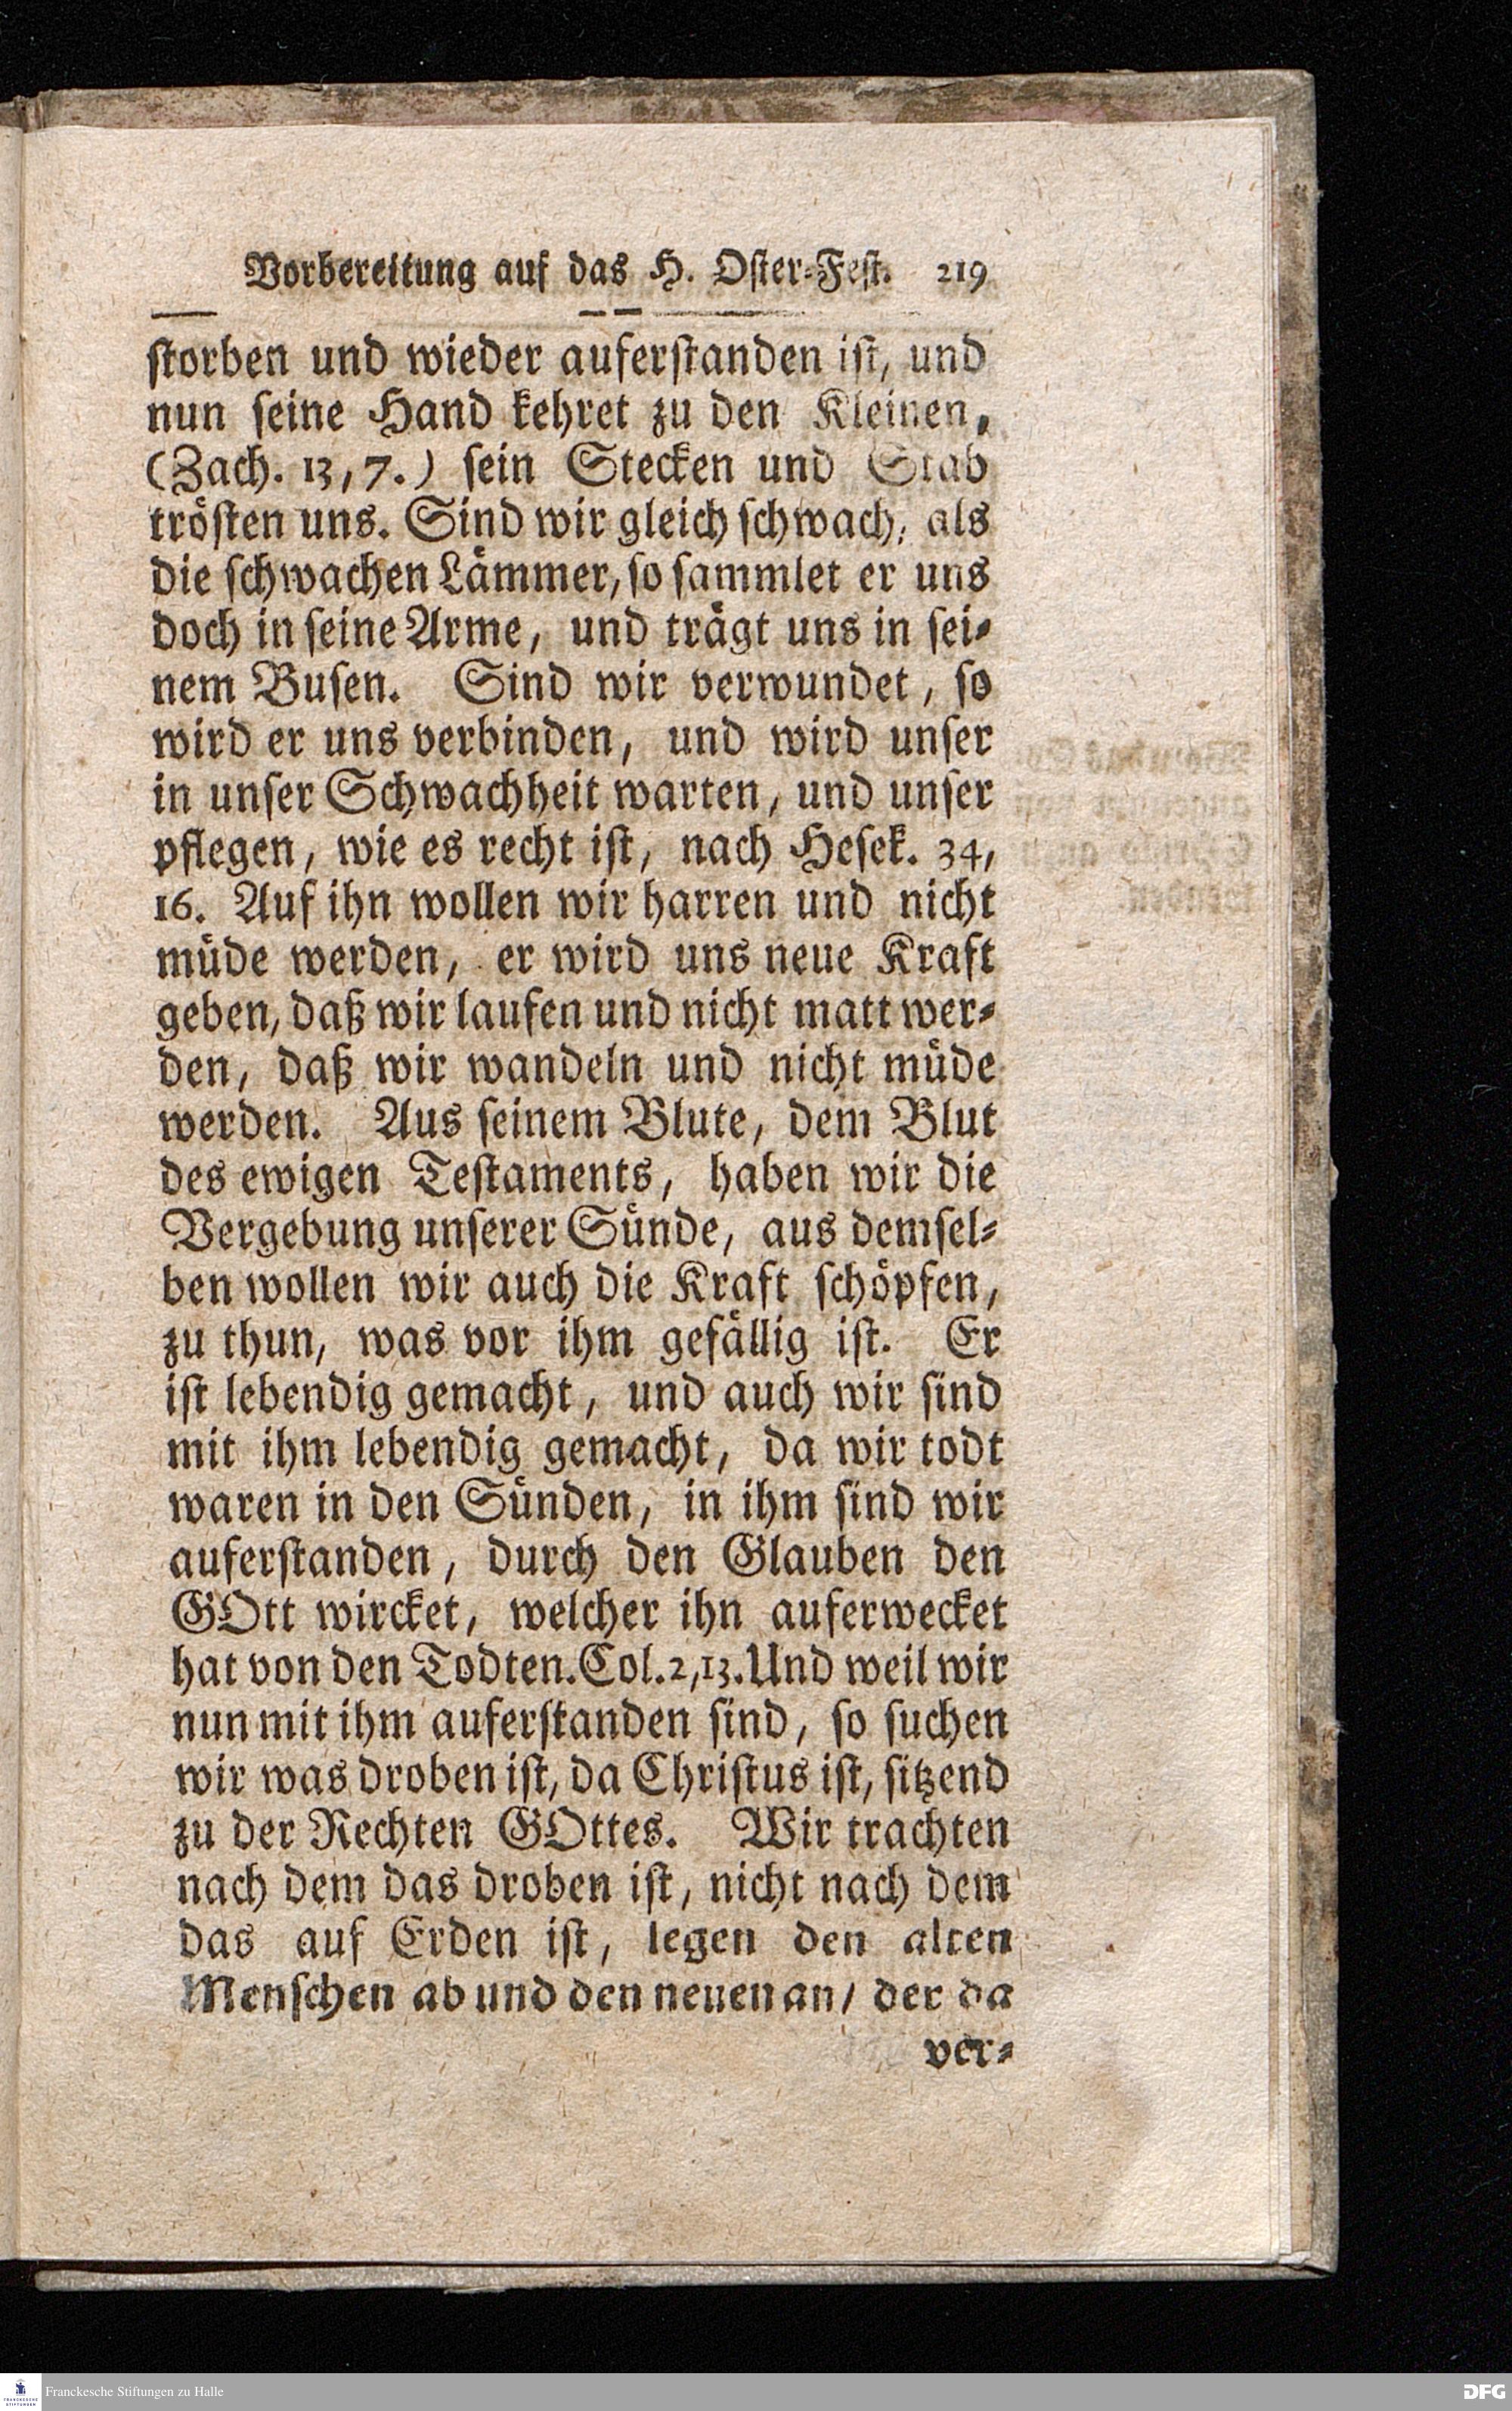 Vorbereitung auf das H. Oster-Fest. 219
storben und wieder auferstanden ist, und
nun seine Hand kehret zu den Kleinen,
(Zach. 13, 7.) sein Stecken und Stab
trösten uns. Sind wir gleich schwach, als
die schwachen Lämmer, so sammlet er uns
doch in seine Arme, und trägt uns in sei-
nem Busen. Sind wir verwundet, so
wird er uns verbinden, und wird unser
in unser Schwachheit warten, und unser
pflegen, wie es recht ist, nach Hesek. 34,
16. Auf ihn wollen wir harren und nicht
müde werden, er wird uns neue Kraft
geben, daß wir laufen und nicht matt wer-
den, daß wir wandeln und nicht müde
werden. Aus seinem Blute, dem Blut
des ewigen Testaments, haben wir die
Vergebung unserer Sünde, aus demsel-
ben wollen wir auch die Kraft schöpfen,
zu thun, was vor ihm gefällig ist. Er
ist lebendig gemacht, und auch wir sind
mit ihm lebendig gemacht, da wir todt
waren in den Sünden, in ihm sind wir
auferstanden, durch den Glauben den
GOtt wircket, welcher ihn auferwecket
hat von den Todten. Col. 2, 13. Und weil wir
nun mit ihm auferstanden sind, so suchen
wir was droben ist, da Christus ist, sitzend
zu der Rechten GOttes. Wir trachten
nach dem das droben ist, nicht nach dem
das auf Erden ist, legen den alten
Menschen ab und den neuen an/ der da
ver-
Franckesche Stiftungen zu Halle
DFG